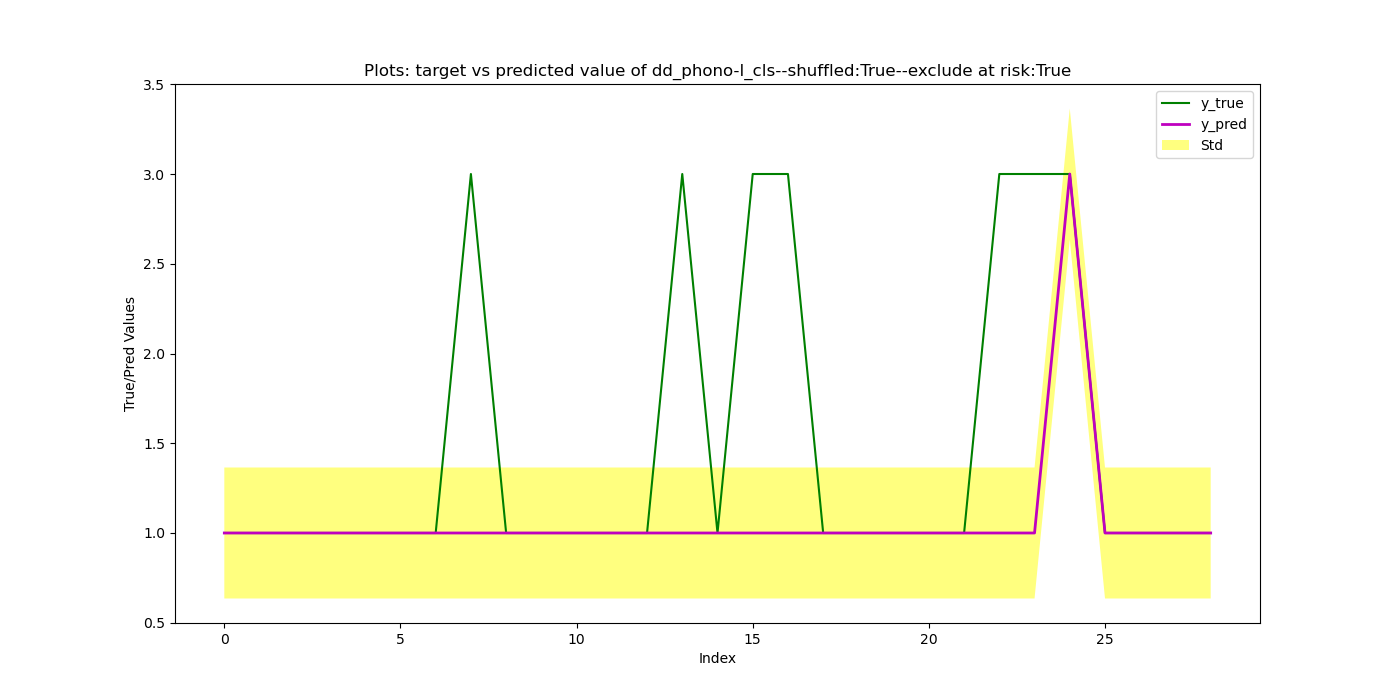 Plots: target vs predicted value of dd_phono-l_cls--shuffled:True--exclude at risk:True
3.5
3.0
2.5
2.0
1.5
1.0
0.5
True/Pred Values
y_true
y_pred
Std
0
5
10
15
20
25
Index